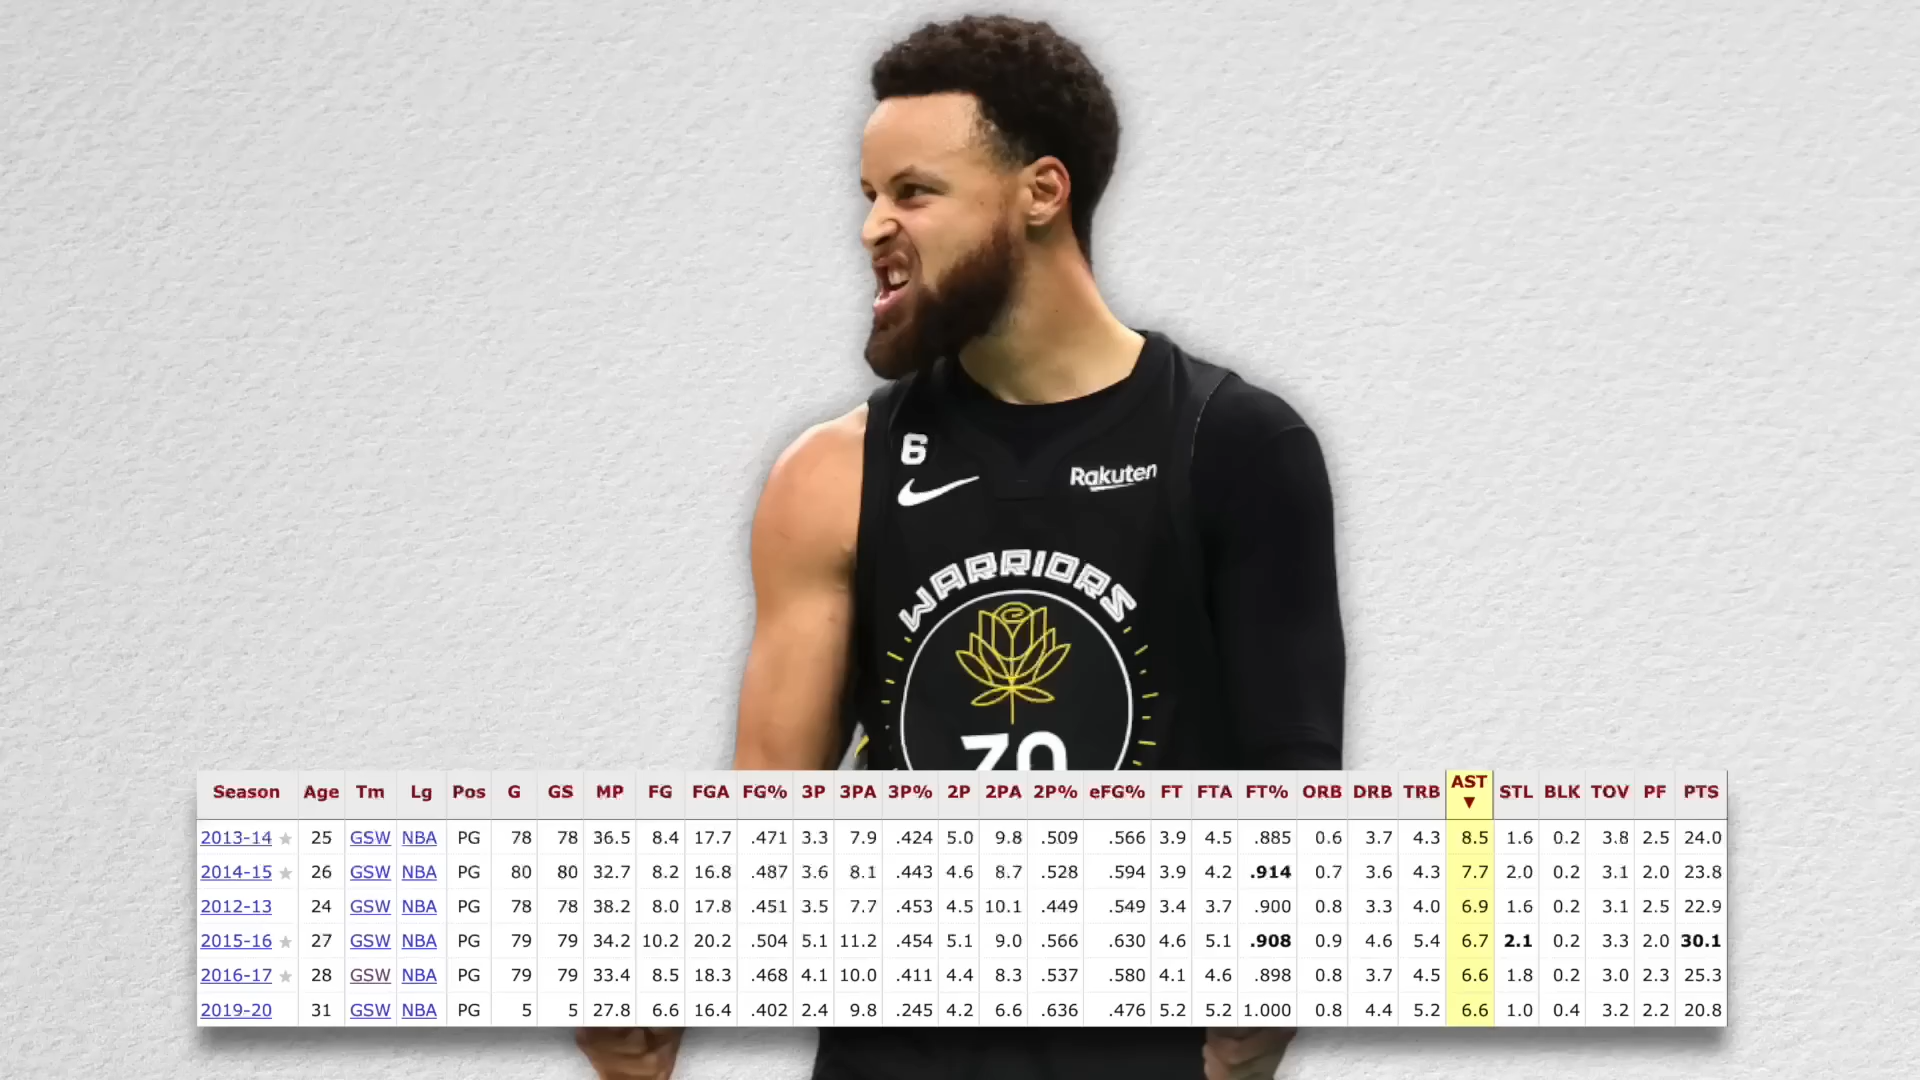 6
Rakuten
WARRIORS
30
Season Age Tm Lg Pos G GS MP FG FGA FG% 3P 3PA 3P% 2P 2PA 2P% eFG% FT FTA FT% ORB DRB TRB AST ▼ STL BLK TOV PF PTS
2013-14 ★ 25 GSW NBA PG 78 78 36.5 8.4 17.7 .471 3.3 7.9 .424 5.0 9.8 .509 .566 3.9 4.5 .885 0.6 3.7 4.3 8.5 1.6 0.2 3.8 2.5 24.0
2014-15 ★ 26 GSW NBA PG 80 80 32.7 8.2 16.8 .487 3.6 8.1 .443 4.6 8.7 .528 .594 3.9 4.2 .914 0.7 3.6 4.3 7.7 2.0 0.2 3.1 2.0 23.8
2012-13 24 GSW NBA PG 78 78 38.2 8.0 17.8 .451 3.5 7.7 .453 4.5 10.1 .449 .549 3.4 3.7 .900 0.8 3.3 4.0 6.9 1.6 0.2 3.1 2.5 22.9
2015-16 ★ 27 GSW NBA PG 79 79 34.2 10.2 20.2 .504 5.1 11.2 .454 5.1 9.0 .566 .630 4.6 5.1 .908 0.9 4.6 5.4 6.7 2.1 0.2 3.3 2.0 30.1
2016-17 ★ 28 GSW NBA PG 79 79 33.4 8.5 18.3 .468 4.1 10.0 .411 4.4 8.3 .537 .580 4.1 4.6 .898 0.8 3.7 4.5 6.6 1.8 0.2 3.0 2.3 25.3
2019-20 31 GSW NBA PG 5 5 27.8 6.6 16.4 .402 2.4 9.8 .245 4.2 6.6 .636 .476 5.2 5.2 1.000 0.8 4.4 5.2 6.6 1.0 0.4 3.2 2.2 20.8